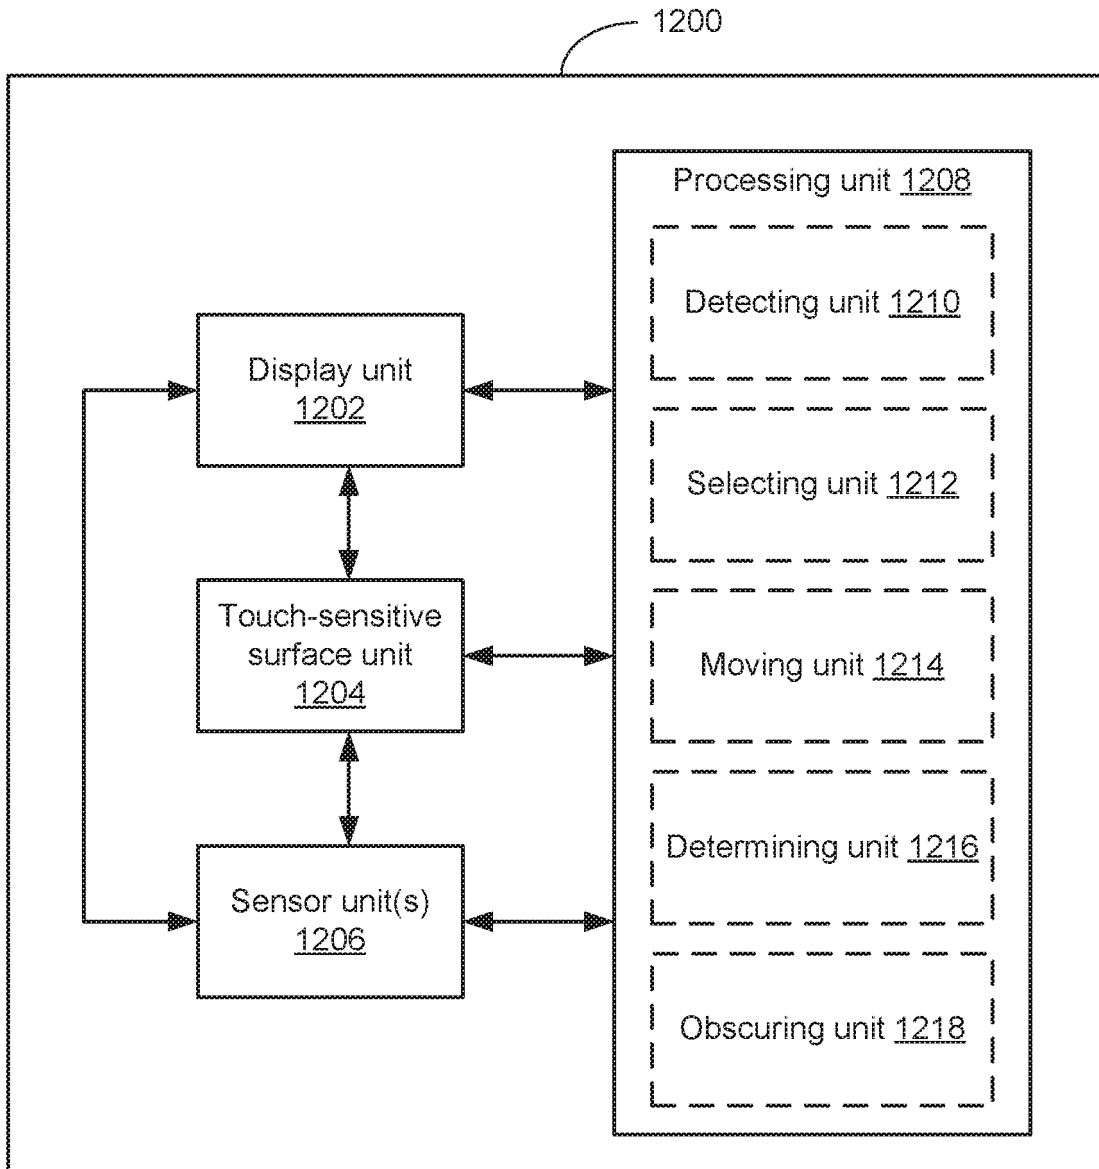 1200
Processing unit 1208
Detecting unit 1210
Display unit
1202
Selecting unit 1212
Touch-sensitive
surface unit
1204
Moving unit 1214
Determining unit 1216
Sensor unit(s)
1206
Obscuring unit 1218